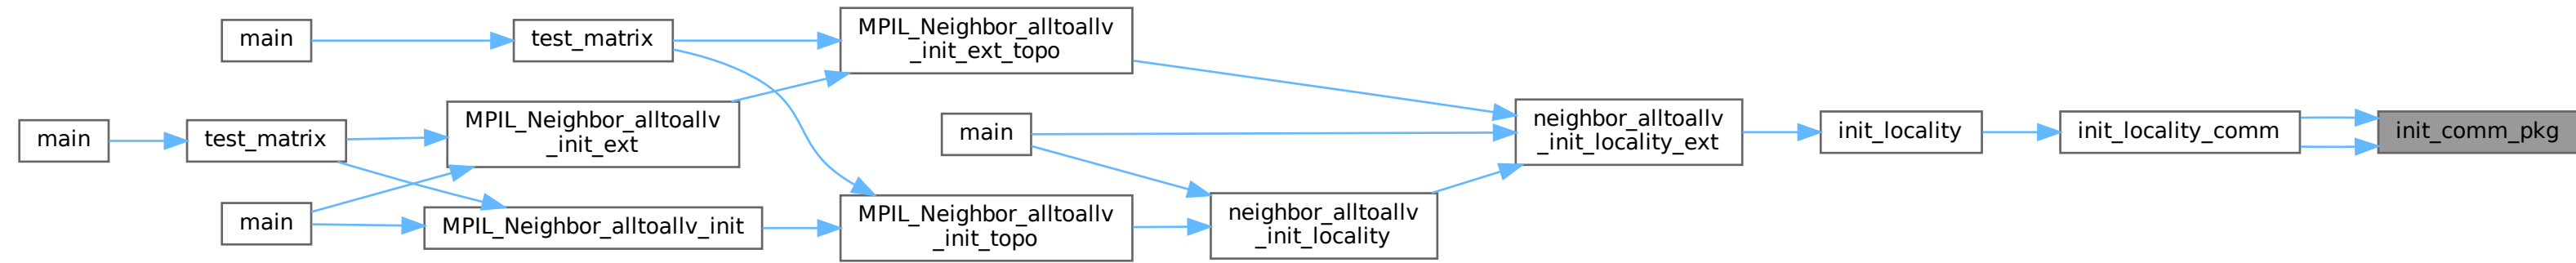 main
test_matrix
MPIL_Neighbor_alltoallv
_init_ext_topo
main
test_matrix
MPIL_Neighbor_alltoallv
_init_ext
main
neighbor_alltoallv
_init_locality_ext
init_locality
init_locality_comm
init_comm_pkg
main
MPIL_Neighbor_alltoallv_init
MPIL_Neighbor_alltoallv
_init_topo
neighbor_alltoallv
_init_locality